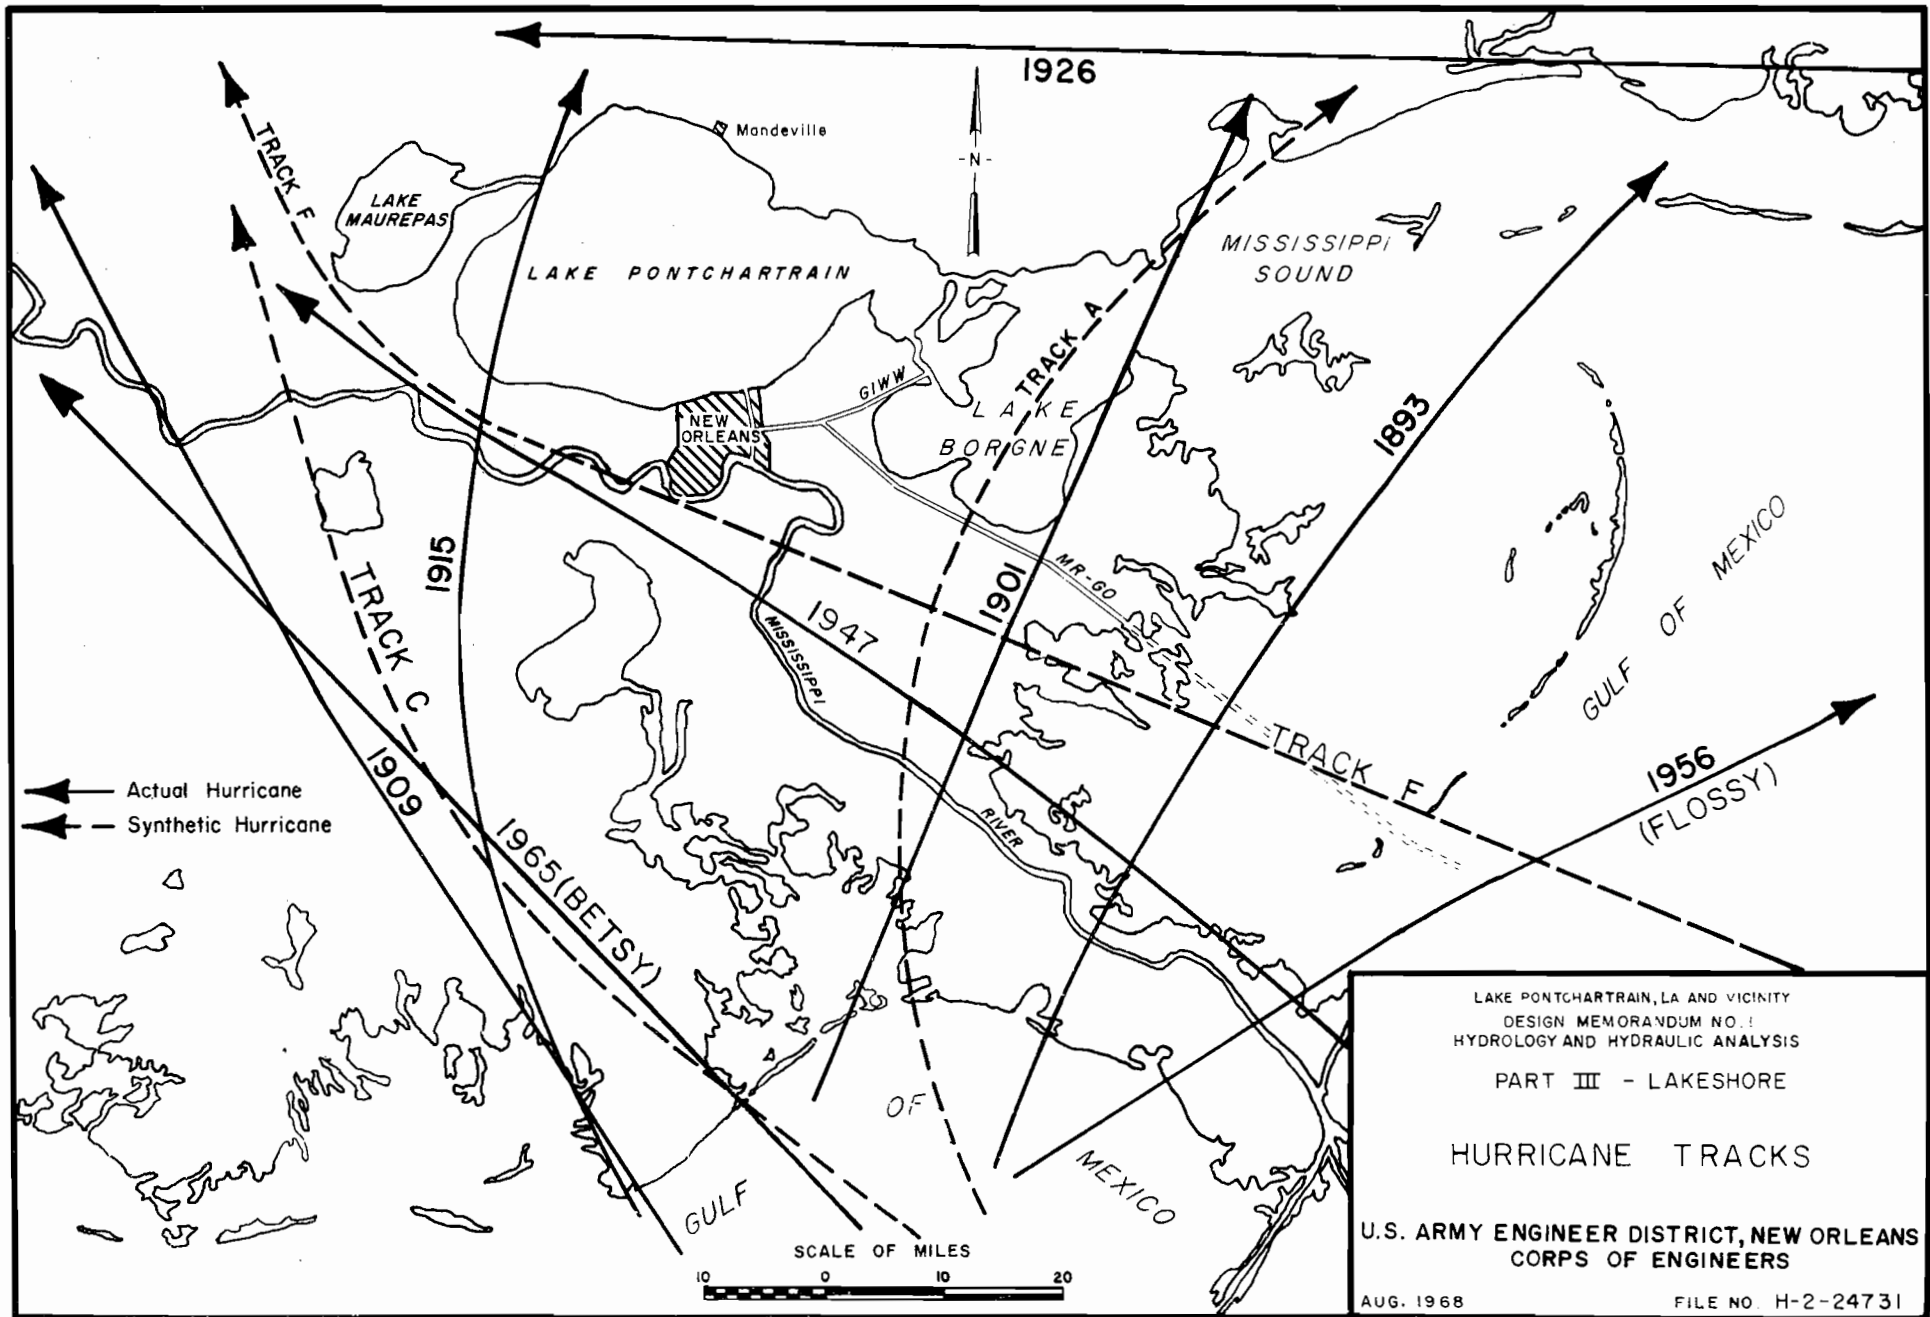 1926
Mandeville
-N-
TRACK F
LAKE
MAUREPAS
LAKE PONTCHARTRAIN
MISSISSIPPI
SOUND
TRACK A
GIWW
NEW
ORLEANS
LAKE
BORGNE
1893
GULF OF MEXICO
1915
TRACK C
MR-GO
1901
1947
MISSISSIPPI
RIVER
TRACK F
1956
(FLOSSY)
1909
Actual Hurricane
Synthetic Hurricane
1965 (BETSY)
GULF
OF
MEXICO
SCALE OF MILES
10 0 10 20
LAKE PONTCHARTRAIN, LA AND VICINITY
DESIGN MEMORANDUM NO. 1
HYDROLOGY AND HYDRAULIC ANALYSIS
PART III - LAKESHORE
HURRICANE TRACKS
U.S. ARMY ENGINEER DISTRICT, NEW ORLEANS
CORPS OF ENGINEERS
AUG. 1968 FILE NO. H-2-24731